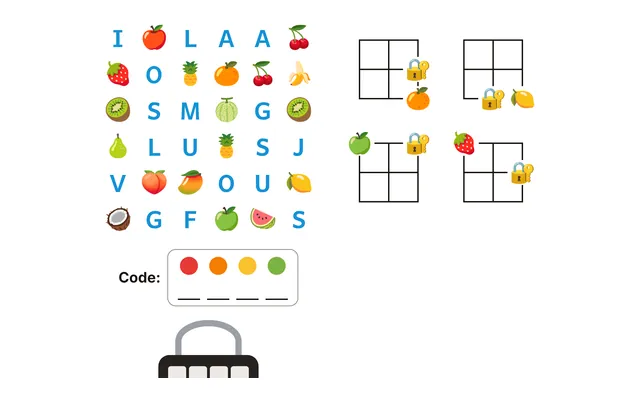 I L A A
O
S M G
L U S J
V O U
G F S
Code: